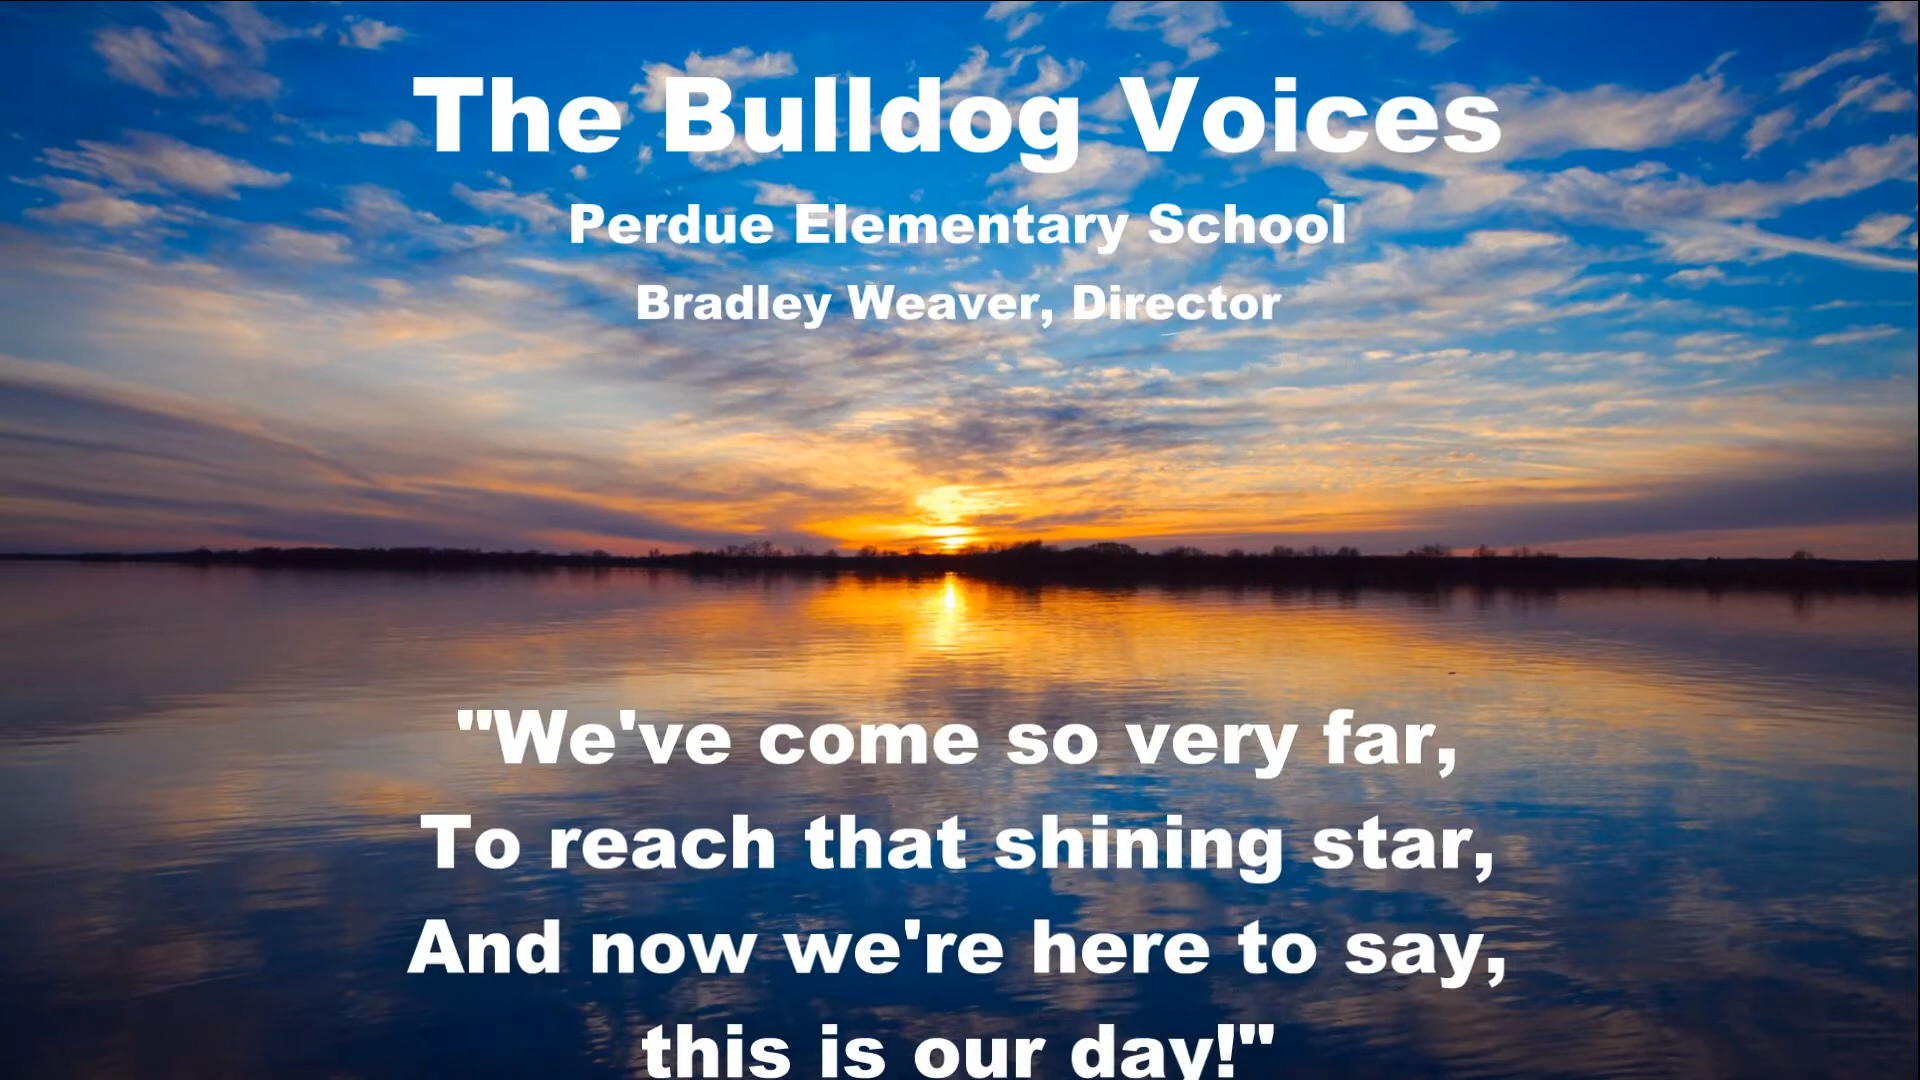 The Bulldog Voices
Perdue Elementary School
Bradley Weaver, Director
"We've come so very far,
To reach that shining star,
And now we're here to say,
this is our day!"